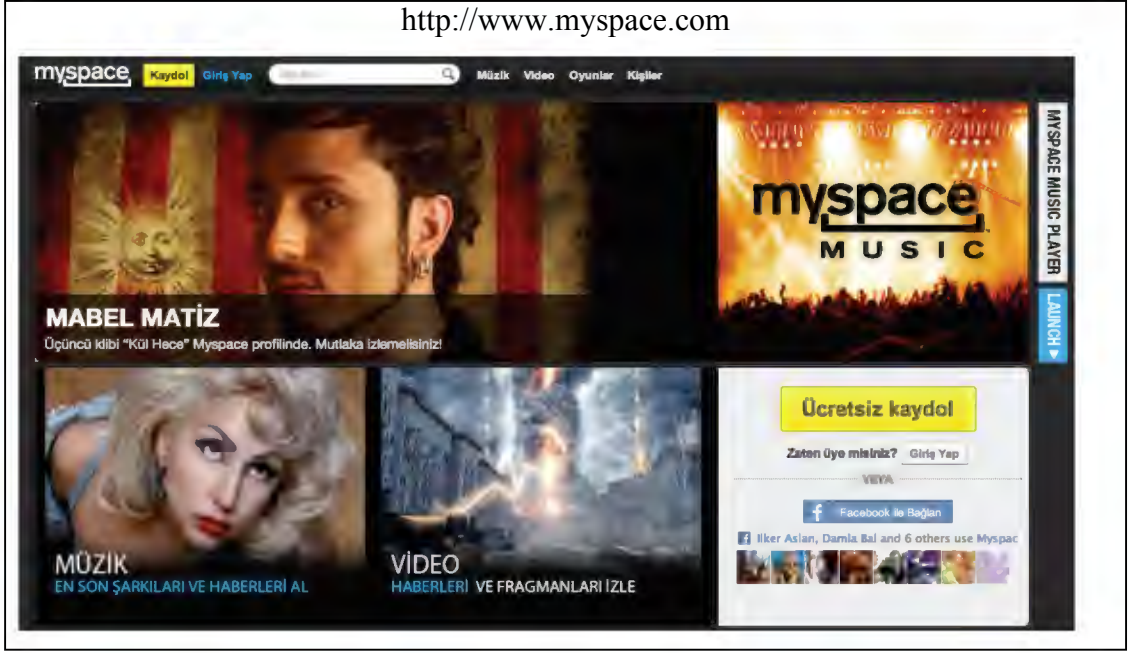 http://www.myspace.com
myspace Kaydol Giriş Yap Müzik Video Oyunlar Kişiler
MABEL MATİZ
Üçüncü klibi "Kül Hece" Myspace profilinde. Mutlaka izlemelisiniz!
myspace
MUSIC
MYSPACE MUSIC PLAYER
LAUNCH
MÜZİK
EN SON ŞARKILARI VE HABERLERİ AL
VİDEO
HABERLERİ VE FRAGMANLARI İZLE
Ücretsiz kaydol
Zaten üye misiniz? Giriş Yap
VEYA
Facebook ile Bağlan
Ilker Aslan, Damla Bal and 6 others use Myspac